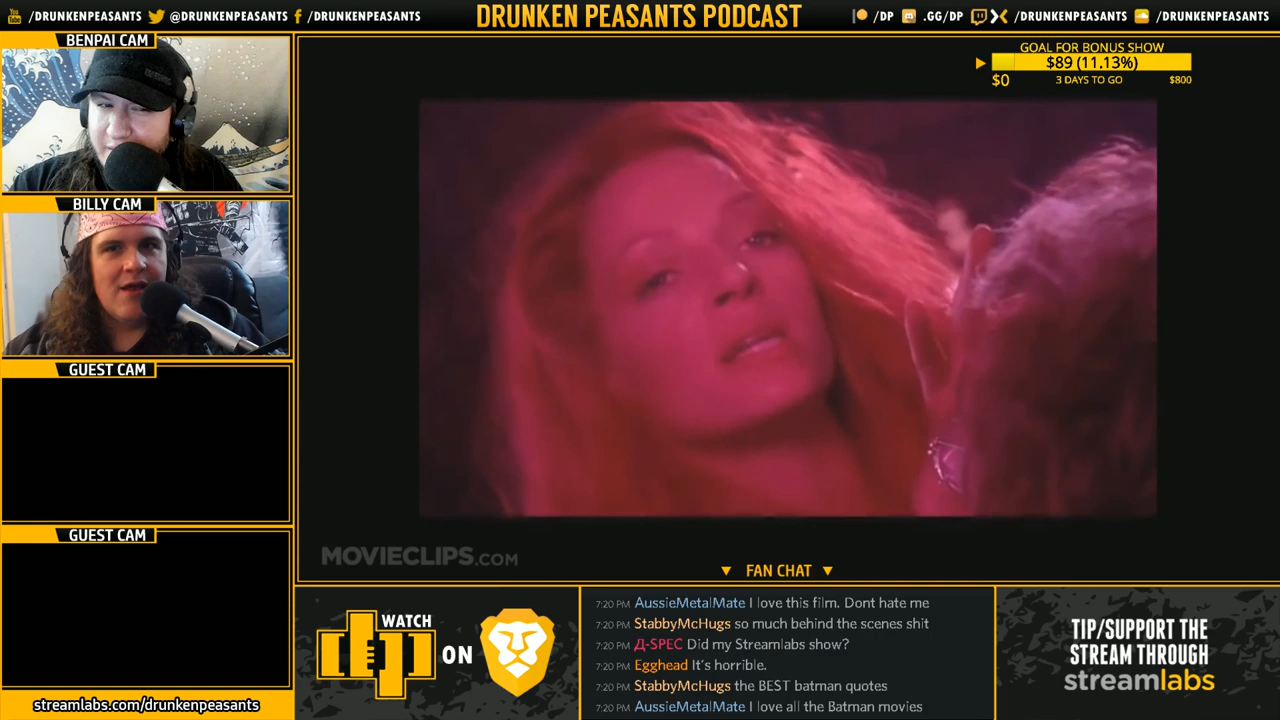 /DRUNKENPEASANTS @DRUNKENPEASANTS /DRUNKENPEASANTS
DRUNKEN PEASANTS PODCAST
/DP .GG/DP /DRUNKENPEASANTS /DRUNKENPEASANTS
BENPAI CAM
BILLY CAM
GUEST CAM
GUEST CAM
streamlabs.com/drunkenpeasants
GOAL FOR BONUS SHOW
$89 (11.13%)
$0 3 DAYS TO GO $800
MOVIECLIPS.COM
▼ FAN CHAT ▼
WATCH
ON
7:20 PM AussieMetalMate I love this film. Dont hate me
7:20 PM StabbyMcHugs so much behind the scenes shit
7:20 PM Д-SPEC Did my Streamlabs show?
7:20 PM Egghead It's horrible.
7:20 PM StabbyMcHugs the BEST batman quotes
7:20 PM AussieMetalMate I love all the Batman movies
TIP/SUPPORT THE
STREAM THROUGH
streamlabs